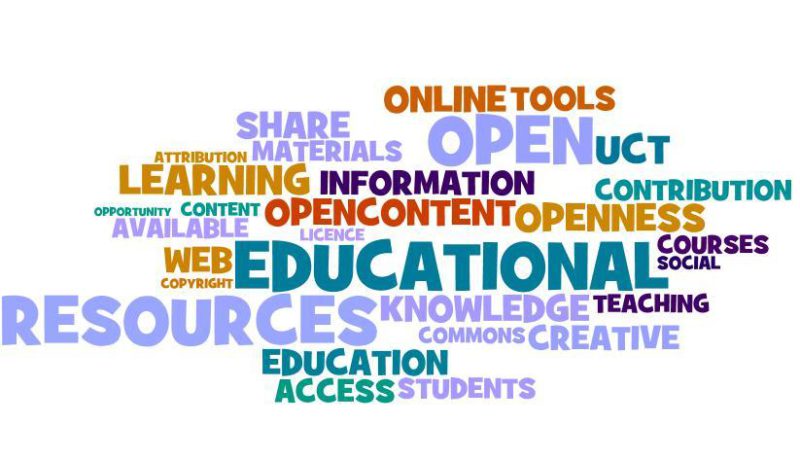 ONLINE TOOLS
SHARE OPEN UCT
ATTRIBUTION MATERIALS
LEARNING INFORMATION CONTRIBUTION
OPPORTUNITY CONTENT OPENCONTENT OPENNESS
AVAILABLE LICENCE
WEB EDUCATIONAL COURSES
SOCIAL
COPYRIGHT
RESOURCES KNOWLEDGE TEACHING
COMMONS CREATIVE
EDUCATION
ACCESS STUDENTS